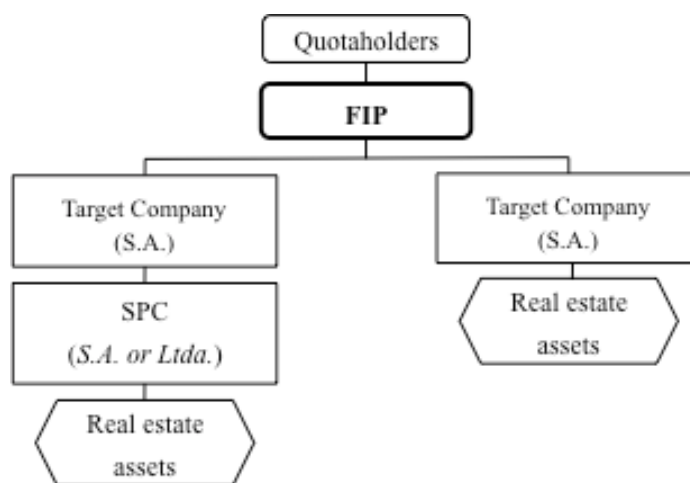 Quotaholders
FIP
Target Company
(S.A.)
SPC
(S.A. or Ltda.)
Real estate
assets
Target Company
(S.A.)
Real estate
assets